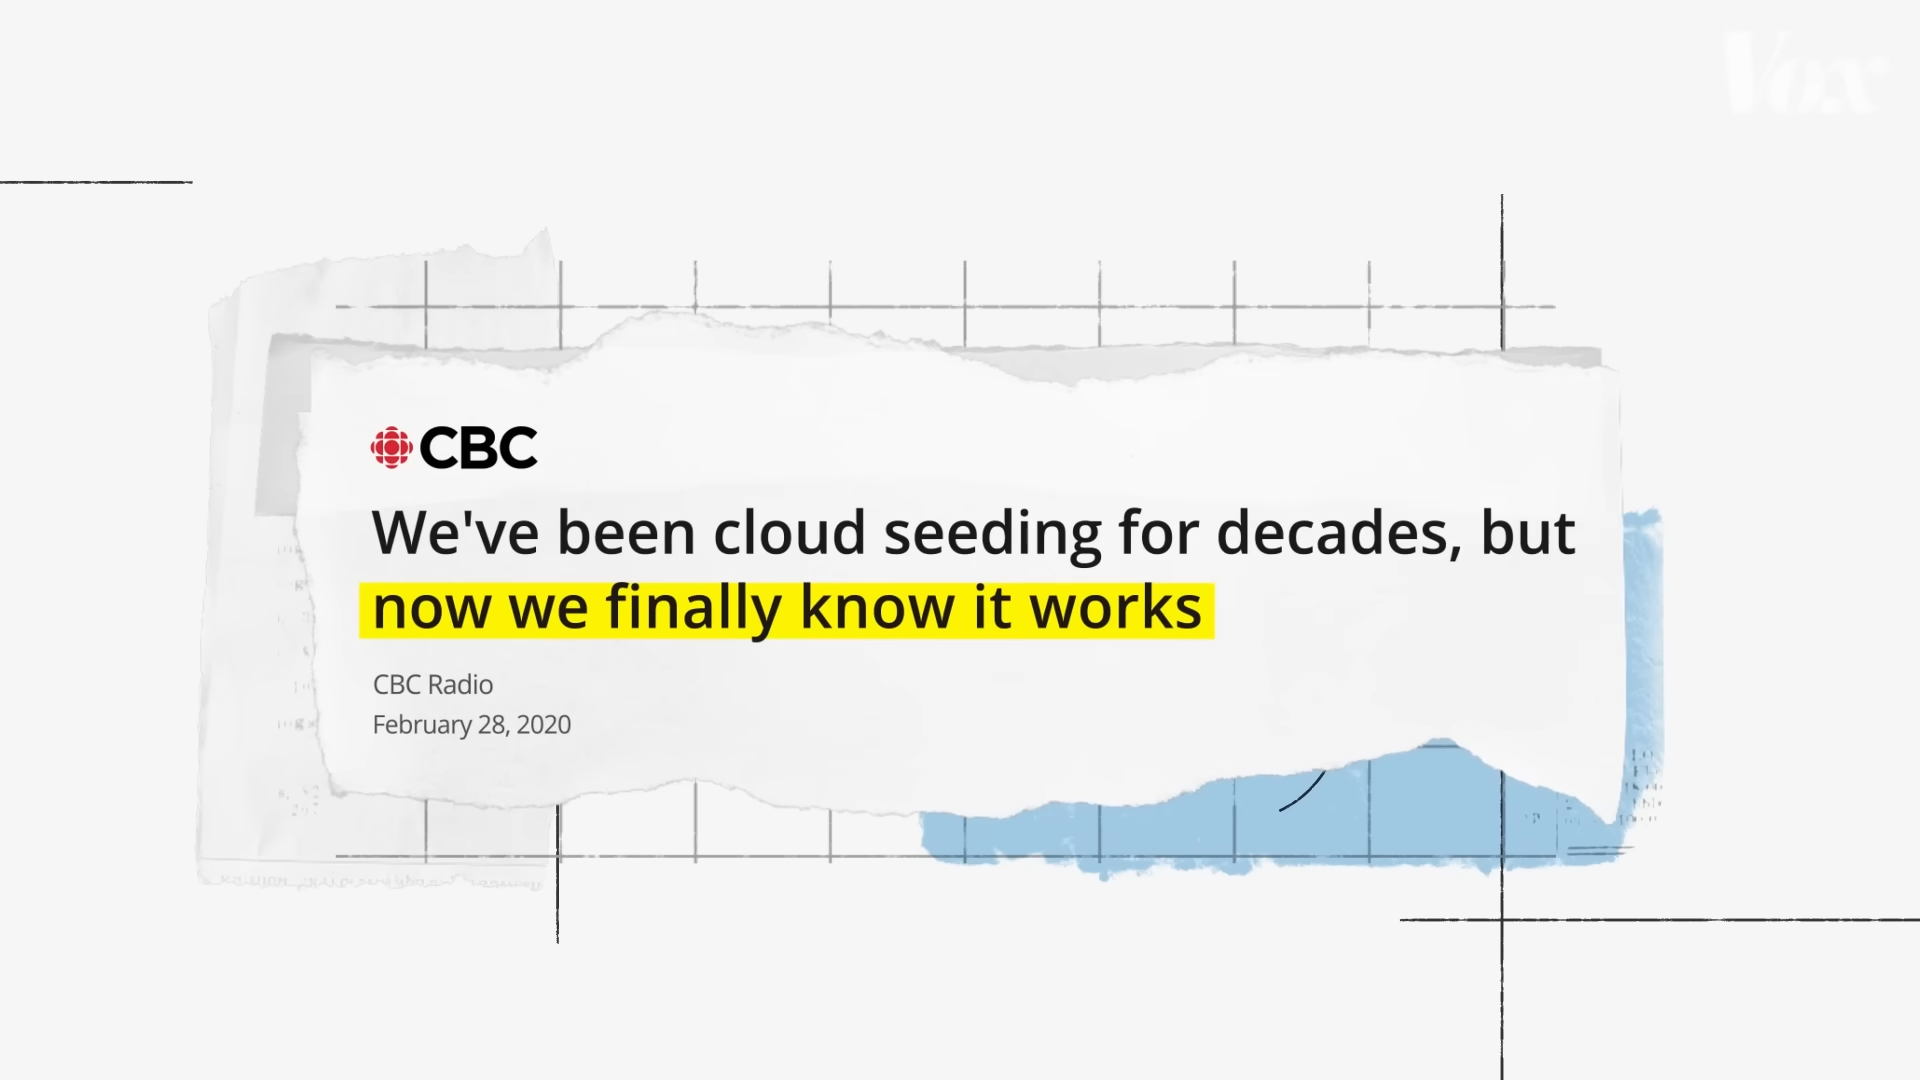 Vox
CBC
We've been cloud seeding for decades, but
now we finally know it works
CBC Radio
February 28, 2020